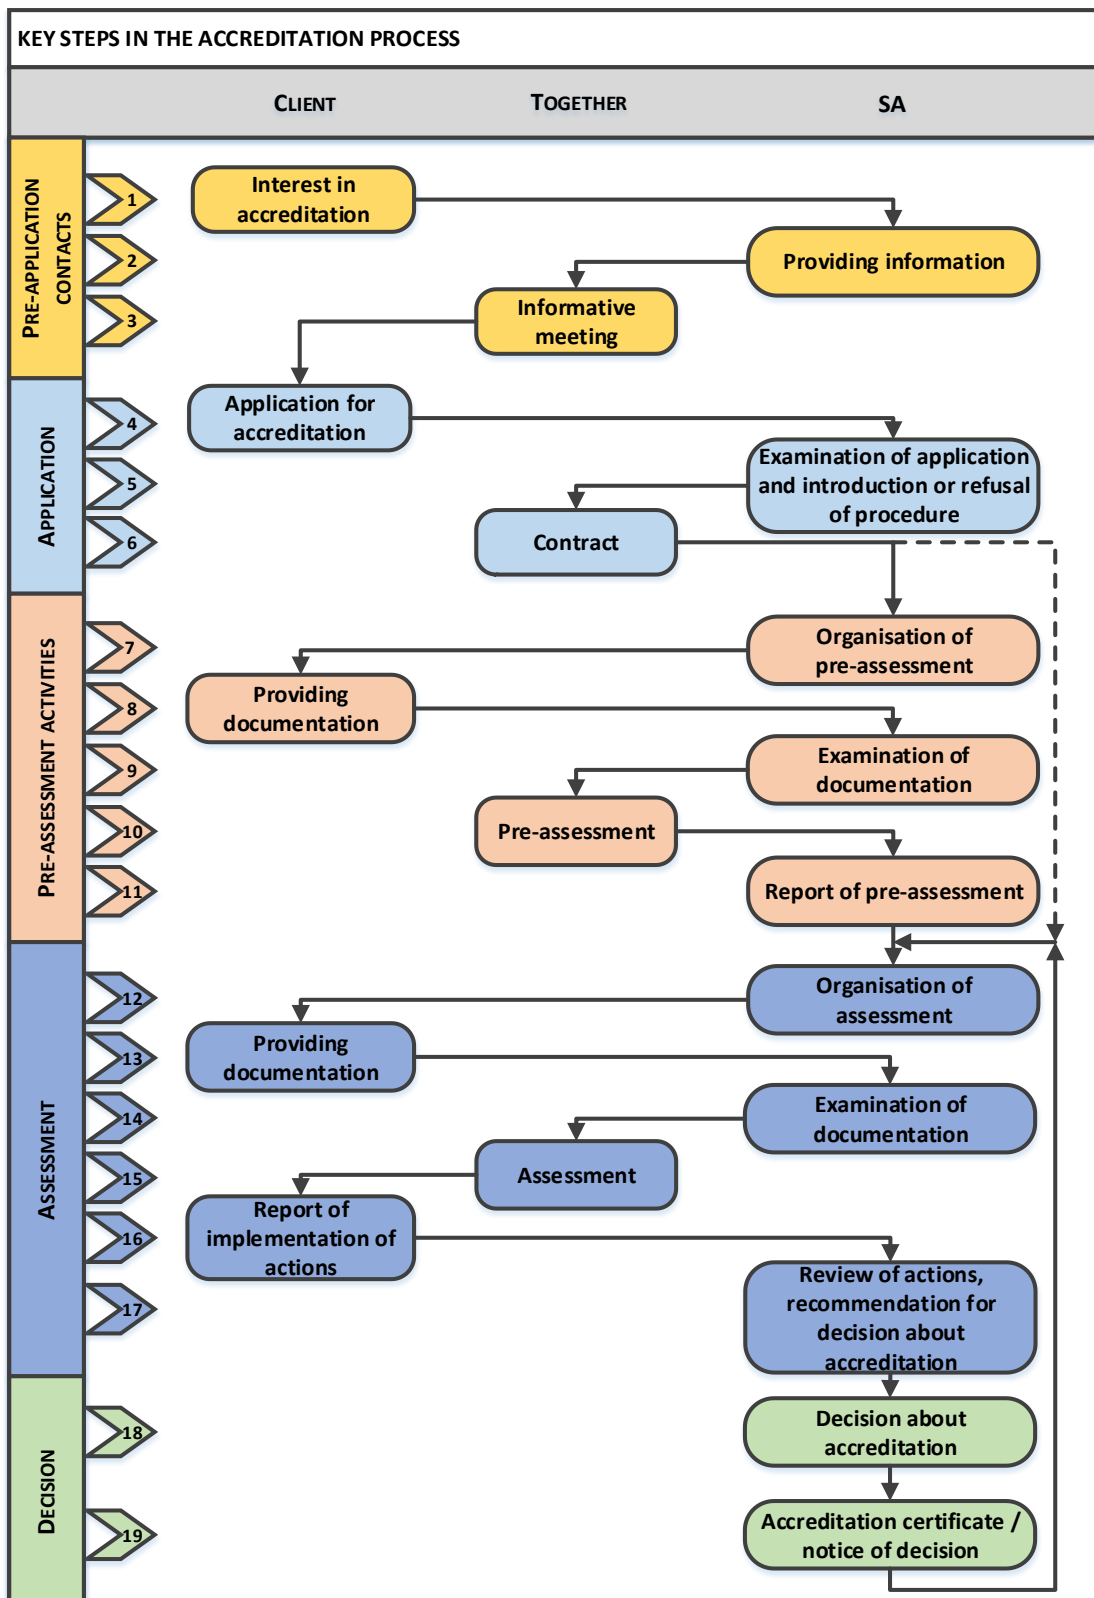 KEY STEPS IN THE ACCREDITATION PROCESS
CLIENT
TOGETHER
SA
PRE-APPLICATION
CONTACTS
1
Interest in
accreditation
2
Providing information
3
Informative
meeting
APPLICATION
4
Application for
accreditation
5
Examination of application
and introduction or refusal
of procedure
6
Contract
PRE-ASSESSMENT ACTIVITIES
7
Organisation of
pre-assessment
8
Providing
documentation
9
Examination of
documentation
10
Pre-assessment
11
Report of pre-assessment
ASSESSMENT
12
Organisation of
assessment
13
Providing
documentation
14
Examination of
documentation
15
Assessment
16
Report of
implementation of
actions
17
Review of actions,
recommendation for
decision about
accreditation
DECISION
18
Decision about
accreditation
19
Accreditation certificate /
notice of decision